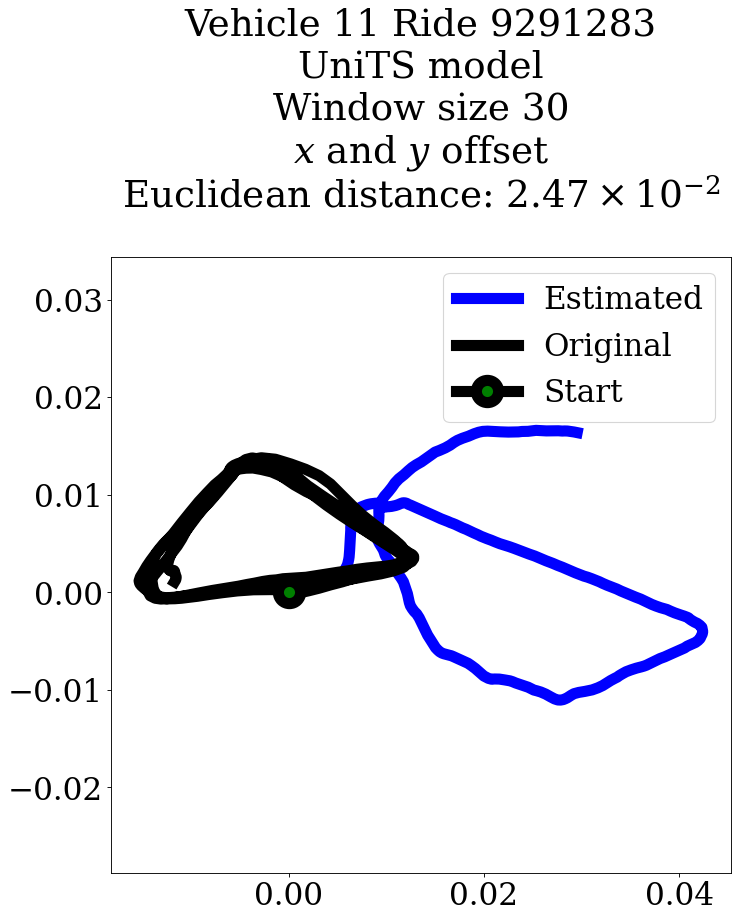 Vehicle 11 Ride 9291283
UniTS model
Window size 30
x and y offset
Euclidean distance: 2.47 × 10⁻²
Estimated
Original
Start
0.03
0.02
0.01
0.00
−0.01
−0.02
0.00 0.02 0.04